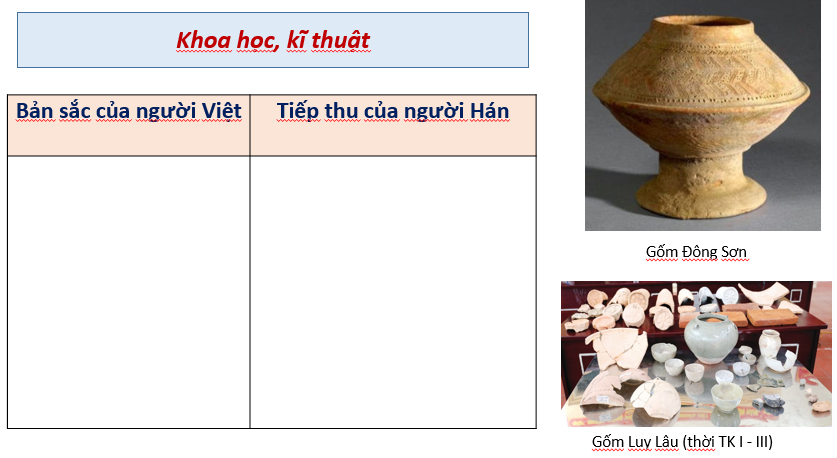 Khoa học, kĩ thuật
Bản sắc của người Việt
Tiếp thu của người Hán
Gốm Đông Sơn
Gốm Luy Lâu (thời TK I - III)